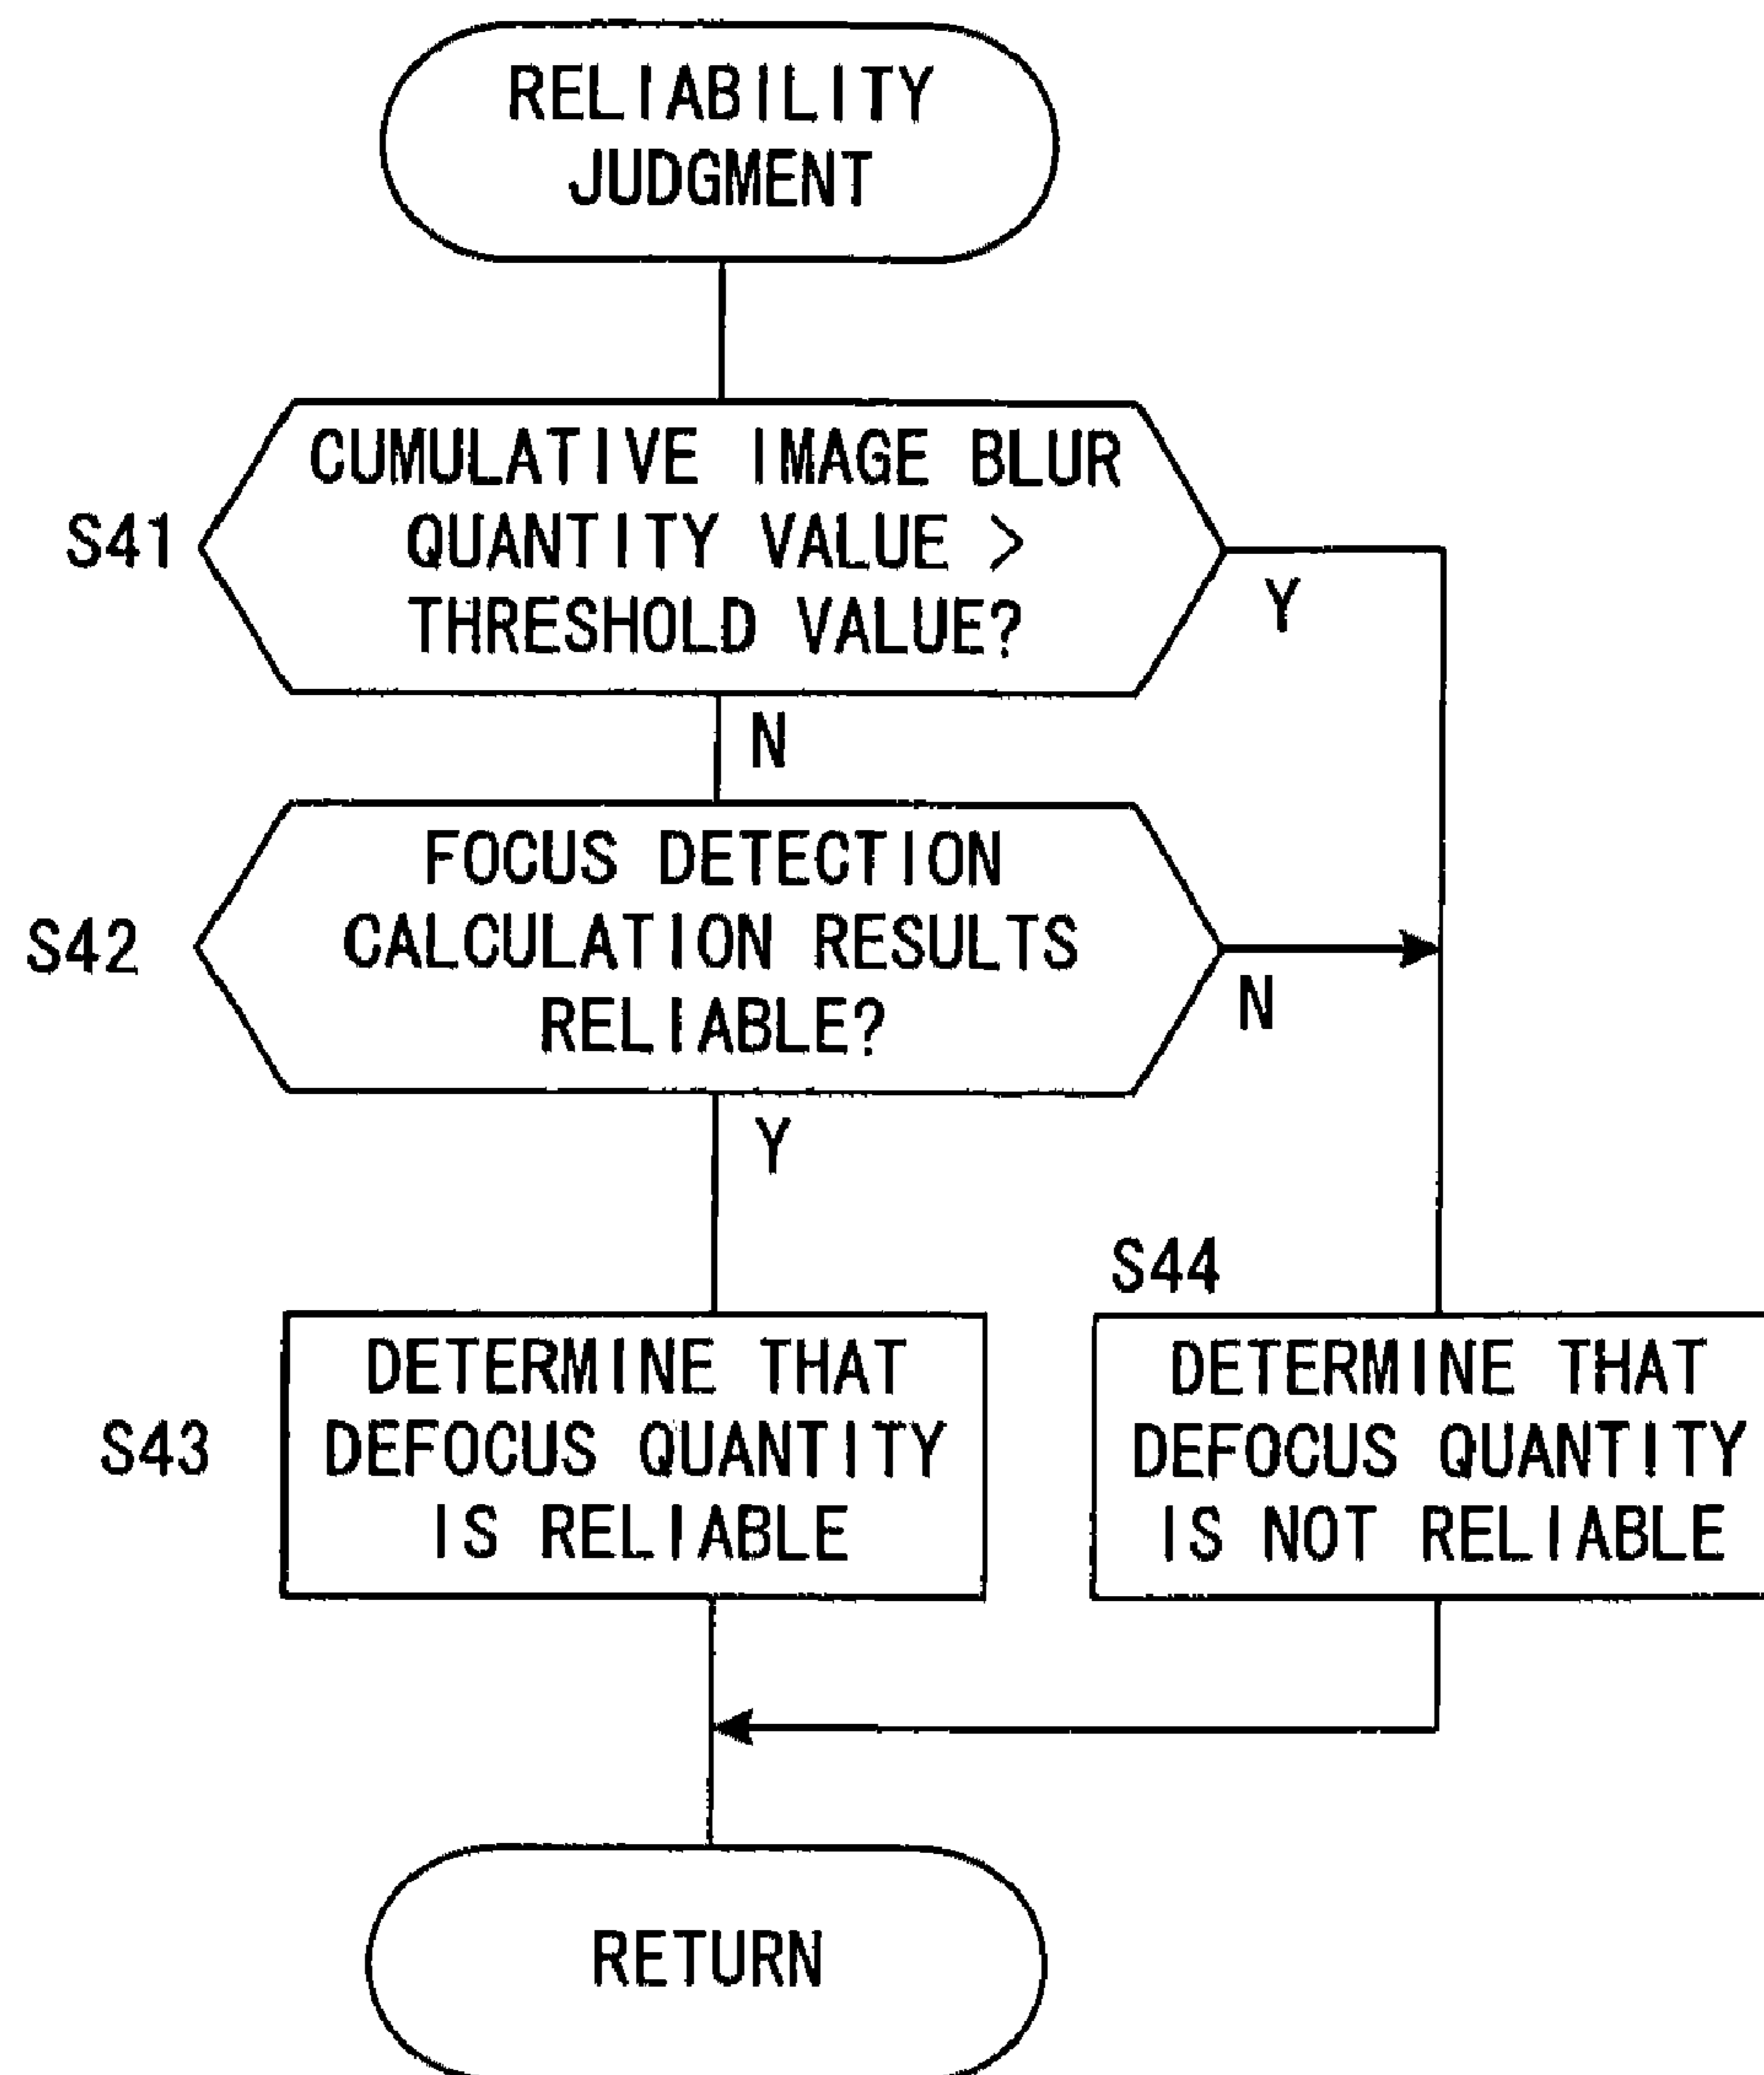 RELIABILITY
JUDGMENT
S41
CUMULATIVE IMAGE BLUR
QUANTITY VALUE >
THRESHOLD VALUE?
Y
N
S42
FOCUS DETECTION
CALCULATION RESULTS
RELIABLE?
N
Y
S43
DETERMINE THAT
DEFOCUS QUANTITY
IS RELIABLE
S44
DETERMINE THAT
DEFOCUS QUANTITY
IS NOT RELIABLE
RETURN